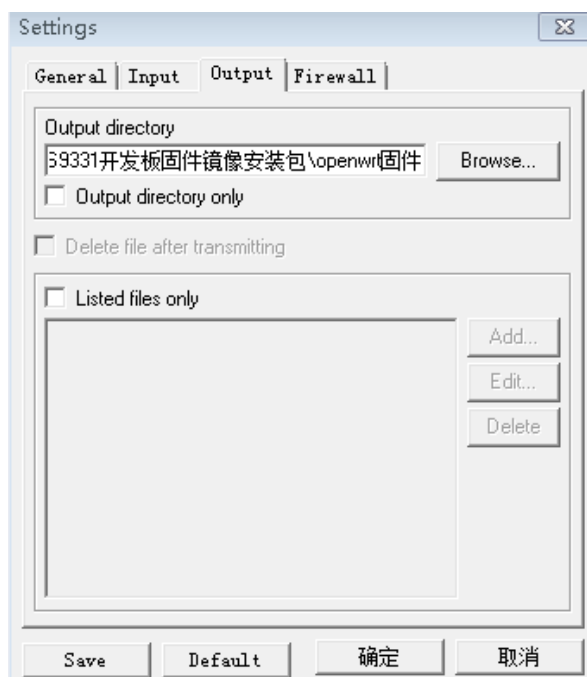 Settings
General Input Output Firewall
Output directory
69331开发板固件镜像安装包\openwrt固件 Browse...
Output directory only
Delete file after transmitting
Listed files only
Add...
Edit...
Delete
Save Default 确定 取消